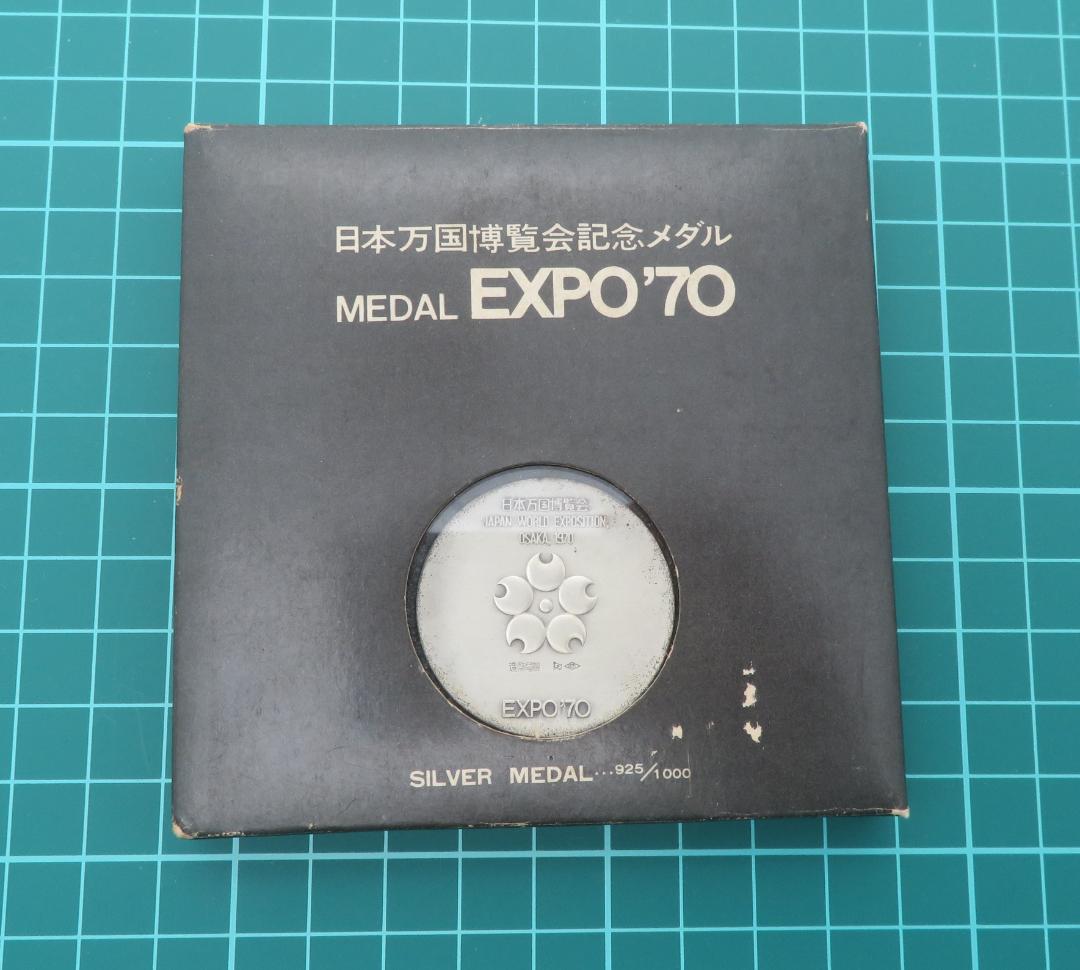 日本万国博覧会記念メダル
MEDAL EXPO'70
日本万国博覧会
JAPAN WORLD EXPOSITION,
OSAKA, 1970
EXPO'70
SILVER MEDAL...925/1000